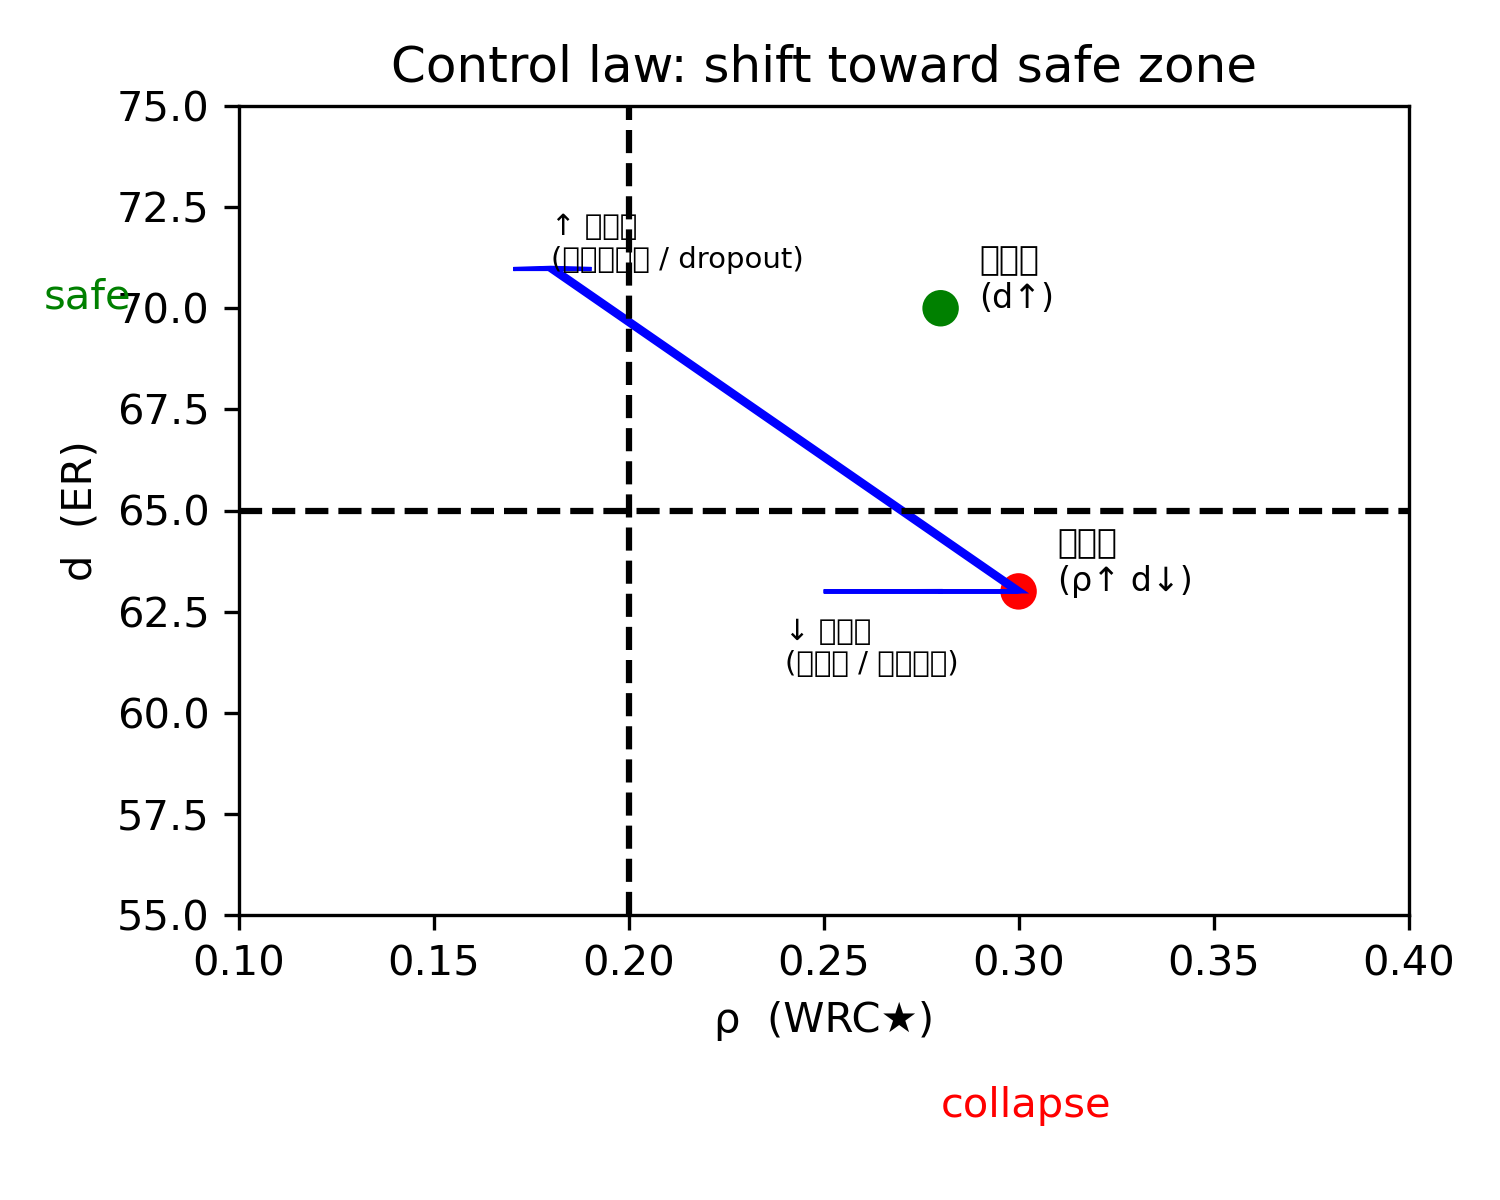 Control law: shift toward safe zone
75.0
72.5
70.0
67.5
65.0
62.5
60.0
57.5
55.0
safe
d (ER)
↑
( / dropout)
(d↑)
(ρ↑ d↓)
↓
( / )
0.10 0.15 0.20 0.25 0.30 0.35 0.40
ρ (WRC★)
collapse